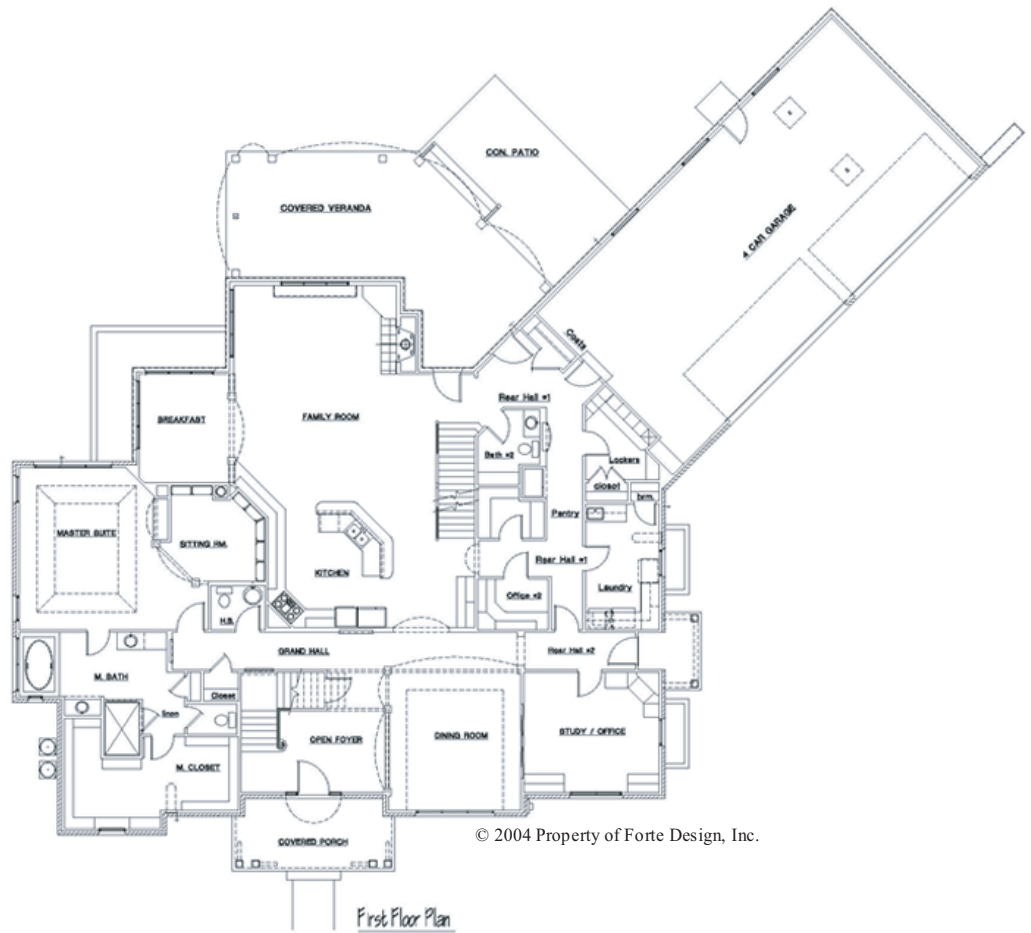 CON. PATIO
COVERED VERANDA
4 CAR GARAGE
Coats
Rear Hall #1
BREAKFAST
FAMILY ROOM
Bath #2
Lockers
closet
brm.
Pantry
MASTER SUITE
SITTING RM.
Rear Hall #1
KITCHEN
Laundry
Office #2
H.B.
GRAND HALL
Rear Hall #2
M. BATH
Closet
linen
OPEN FOYER
DINING ROOM
STUDY / OFFICE
M. CLOSET
© 2004 Property of Forte Design, Inc.
COVERED PORCH
First Floor Plan